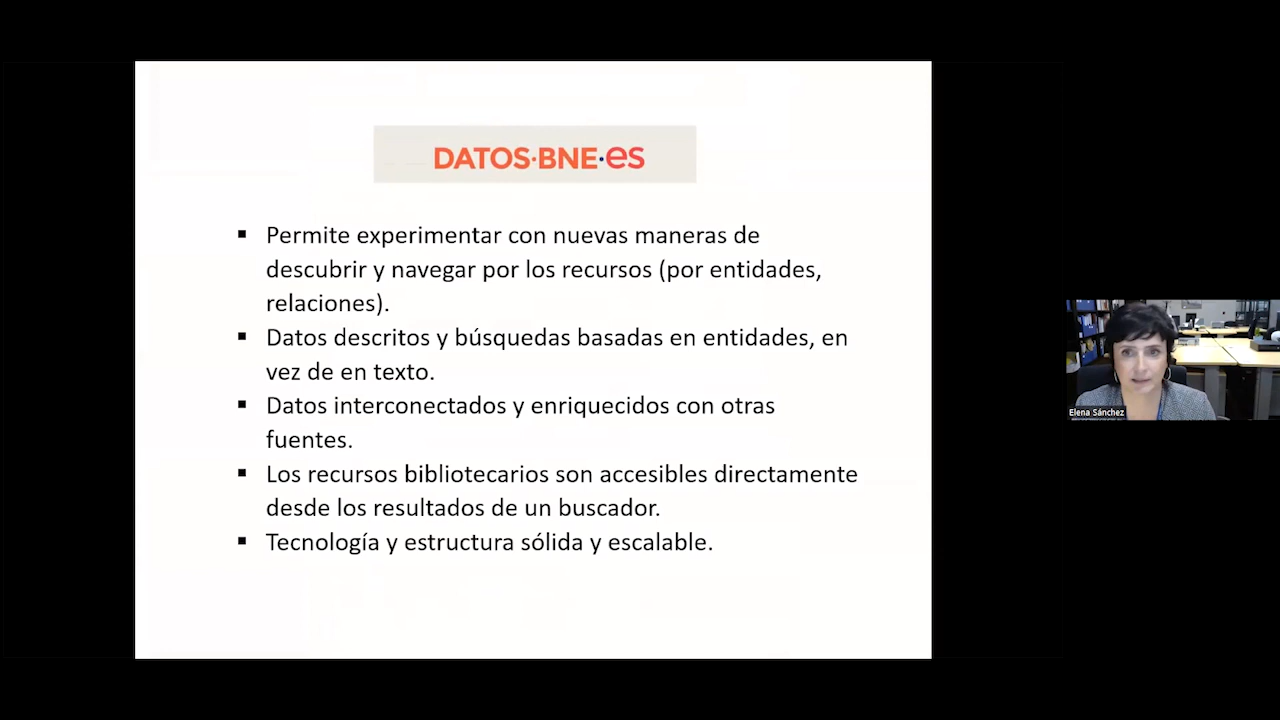 DATOS·BNE·es
▪ Permite experimentar con nuevas maneras de
descubrir y navegar por los recursos (por entidades,
relaciones).
▪ Datos descritos y búsquedas basadas en entidades, en
vez de en texto.
▪ Datos interconectados y enriquecidos con otras
fuentes.
▪ Los recursos bibliotecarios son accesibles directamente
desde los resultados de un buscador.
▪ Tecnología y estructura sólida y escalable.
Elena Sánchez